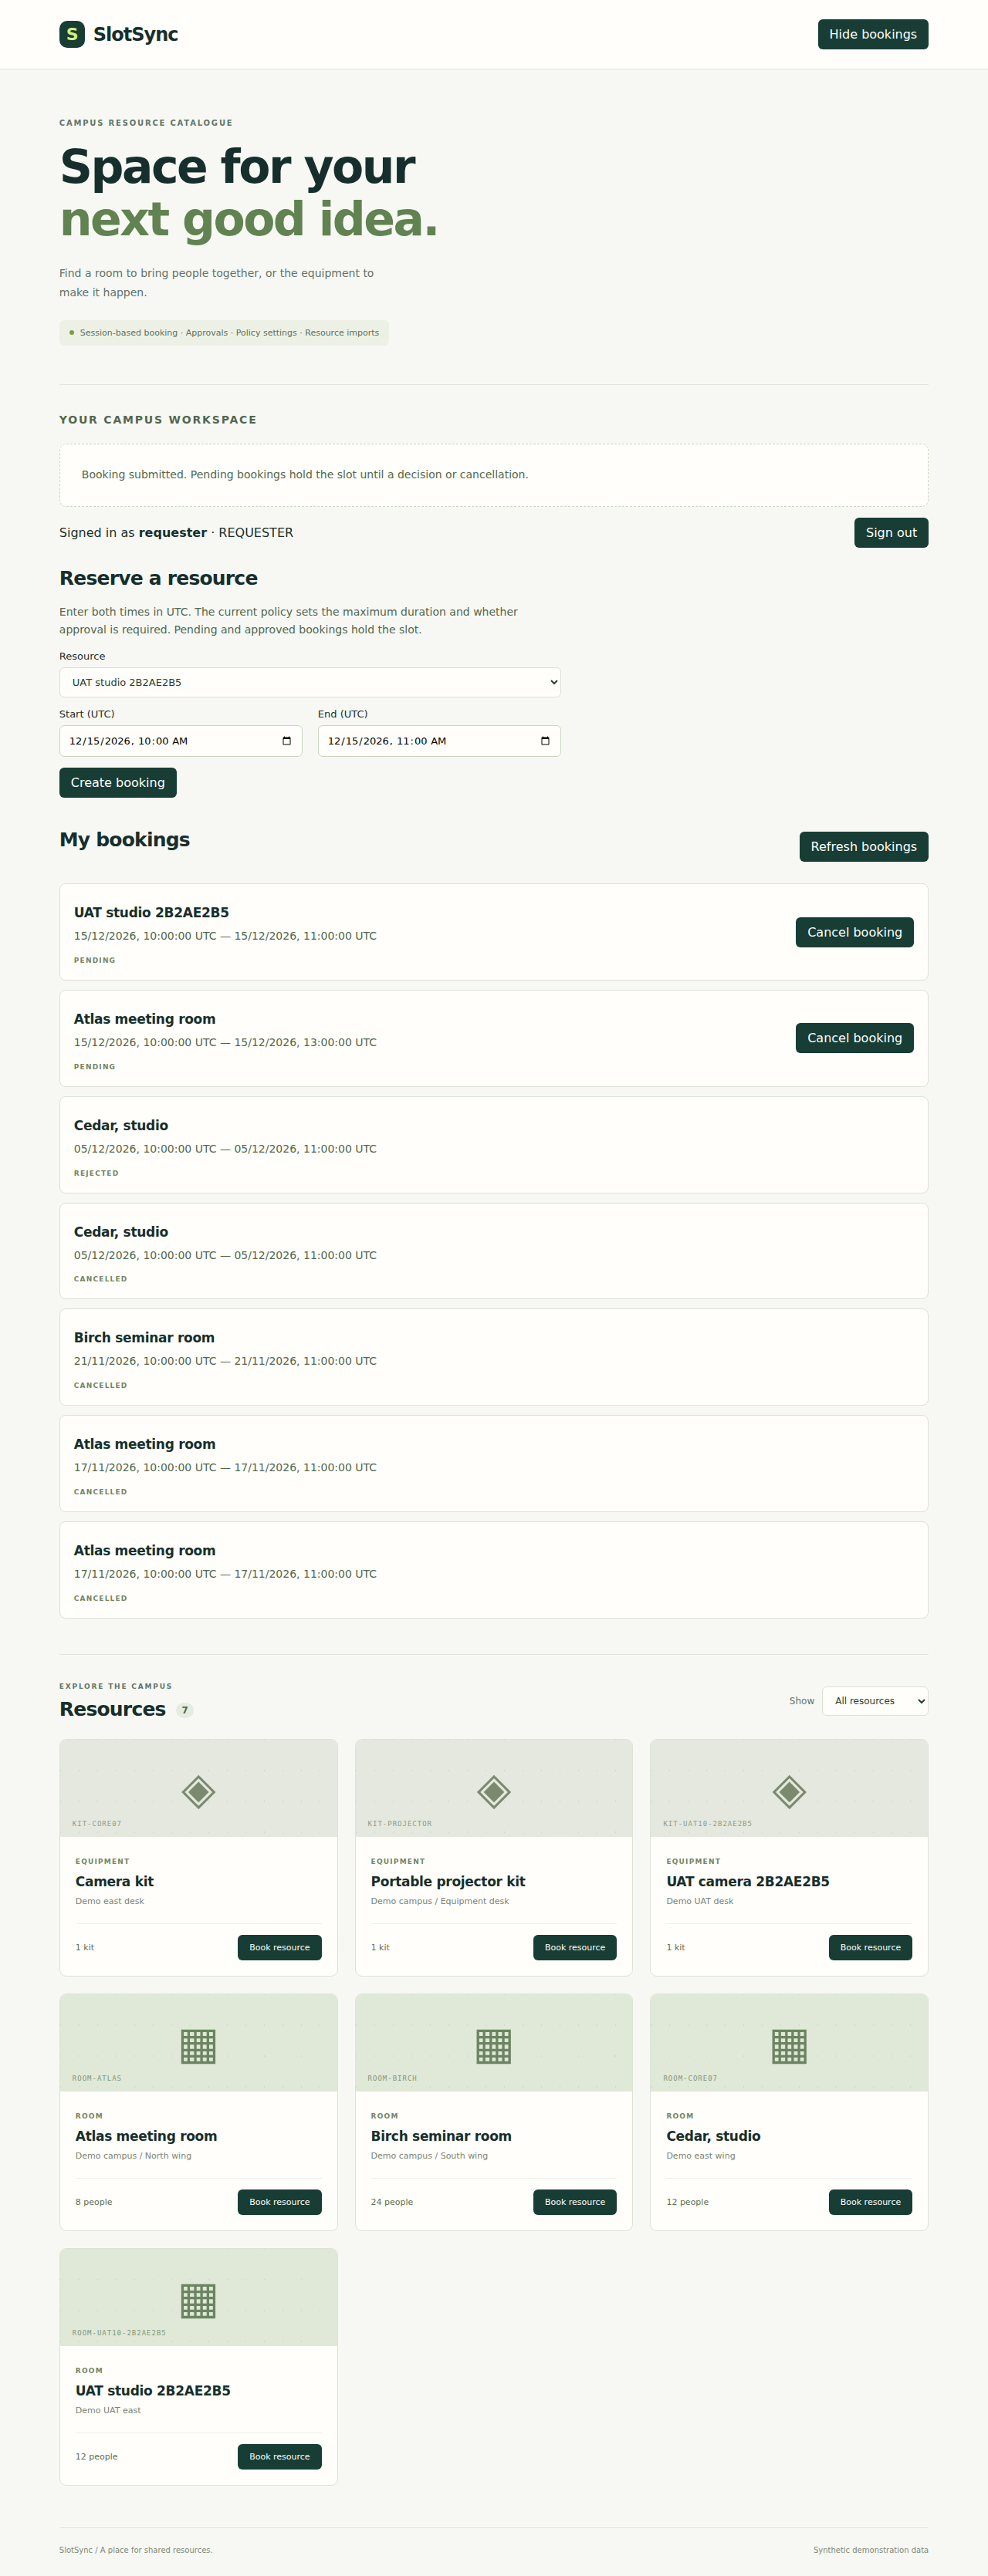 S SlotSync
Hide bookings
CAMPUS RESOURCE CATALOGUE
Space for your
next good idea.
Find a room to bring people together, or the equipment to
make it happen.
Session-based booking · Approvals · Policy settings · Resource imports
YOUR CAMPUS WORKSPACE
Booking submitted. Pending bookings hold the slot until a decision or cancellation.
Signed in as requester · REQUESTER
Sign out
Reserve a resource
Enter both times in UTC. The current policy sets the maximum duration and whether
approval is required. Pending and approved bookings hold the slot.
Resource
UAT studio 2B2AE2B5
Start (UTC)
End (UTC)
12/15/2026, 10:00 AM
12/15/2026, 11:00 AM
Create booking
My bookings
Refresh bookings
UAT studio 2B2AE2B5
15/12/2026, 10:00:00 UTC — 15/12/2026, 11:00:00 UTC
PENDING
Cancel booking
Atlas meeting room
15/12/2026, 10:00:00 UTC — 15/12/2026, 13:00:00 UTC
PENDING
Cancel booking
Cedar, studio
05/12/2026, 10:00:00 UTC — 05/12/2026, 11:00:00 UTC
REJECTED
Cedar, studio
05/12/2026, 10:00:00 UTC — 05/12/2026, 11:00:00 UTC
CANCELLED
Birch seminar room
21/11/2026, 10:00:00 UTC — 21/11/2026, 11:00:00 UTC
CANCELLED
Atlas meeting room
17/11/2026, 10:00:00 UTC — 17/11/2026, 11:00:00 UTC
CANCELLED
Atlas meeting room
17/11/2026, 10:00:00 UTC — 17/11/2026, 11:00:00 UTC
CANCELLED
EXPLORE THE CAMPUS
Resources 7
Show
All resources
KIT-CORE07
EQUIPMENT
Camera kit
Demo east desk
1 kit
Book resource
KIT-PROJECTOR
EQUIPMENT
Portable projector kit
Demo campus / Equipment desk
1 kit
Book resource
KIT-UAT10-2B2AE2B5
EQUIPMENT
UAT camera 2B2AE2B5
Demo UAT desk
1 kit
Book resource
ROOM-ATLAS
ROOM
Atlas meeting room
Demo campus / North wing
8 people
Book resource
ROOM-BIRCH
ROOM
Birch seminar room
Demo campus / South wing
24 people
Book resource
ROOM-CORE07
ROOM
Cedar, studio
Demo east wing
12 people
Book resource
ROOM-UAT10-2B2AE2B5
ROOM
UAT studio 2B2AE2B5
Demo UAT east
12 people
Book resource
SlotSync / A place for shared resources.
Synthetic demonstration data